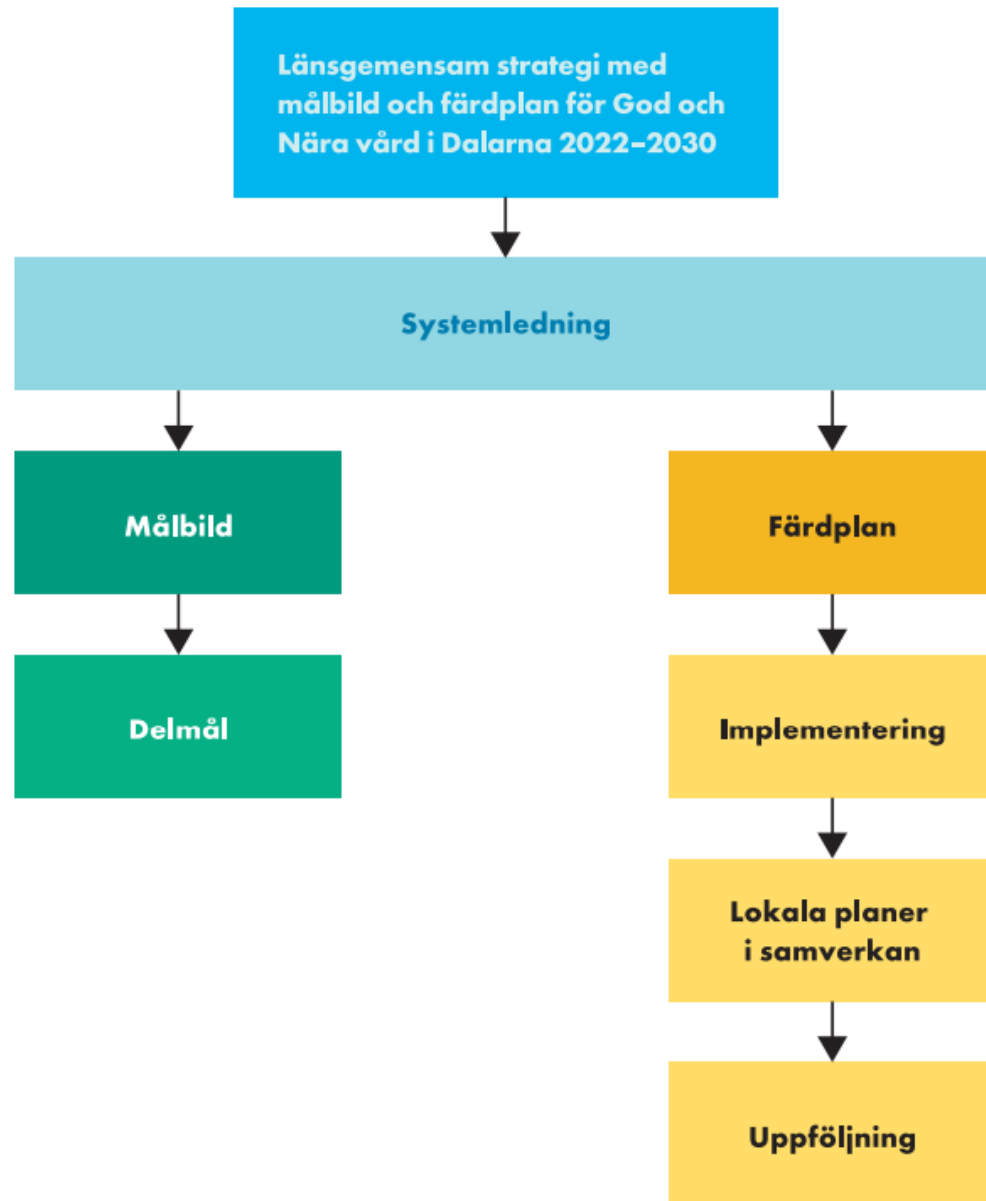 Länsgemensam strategi med
målbild och färdplan för God och
Nära vård i Dalarna 2022–2030
Systemledning
Målbild
Färdplan
Delmål
Implementering
Lokala planer
i samverkan
Uppföljning